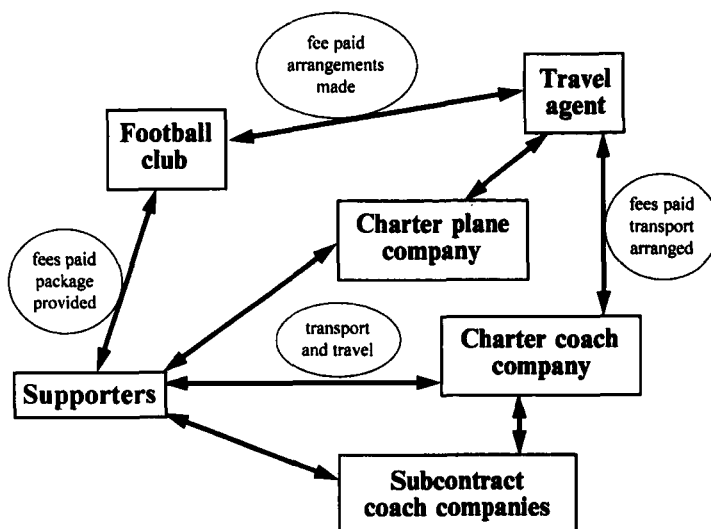 fee paid
arrangements
made
Travel
agent
Football
club
Charter plane
company
fees paid
transport
arranged
fees paid
package
provided
transport
and travel
Charter coach
company
Supporters
Subcontract
coach companies